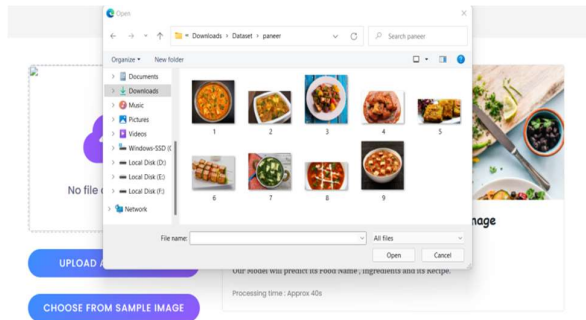 Open
Downloads › Dataset › paneer
Search paneer
Organize
New folder
Documents
Downloads
Music
Pictures
Videos
Windows-SSD (C
Local Disk (D:)
Local Disk (E:)
Local Disk (F:)
Network
1
2
3
4
5
6
7
8
9
File name:
All files
Open
Cancel
No file
UPLOAD
CHOOSE FROM SAMPLE IMAGE
Our Model will predict its Food Name , Ingredients and its Recipe.
Processing time : Approx 40s